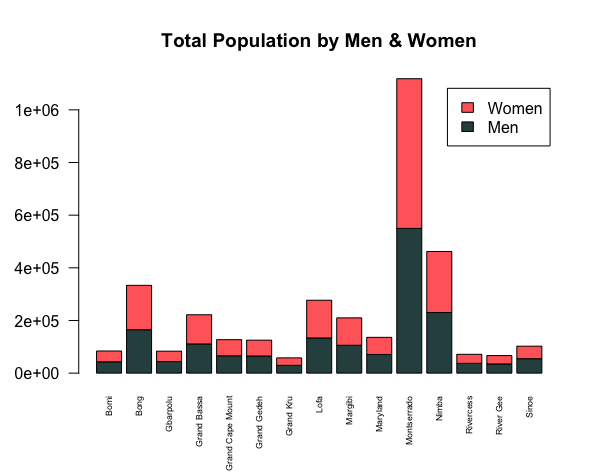 Total Population by Men & Women
1e+06
8e+05
6e+05
4e+05
2e+05
0e+00
Women
Men
Bomi
Bong
Gbarpolu
Grand Bassa
Grand Cape Mount
Grand Gedeh
Grand Kru
Lofa
Margibi
Maryland
Montserrado
Nimba
Rivercess
River Gee
Sinoe